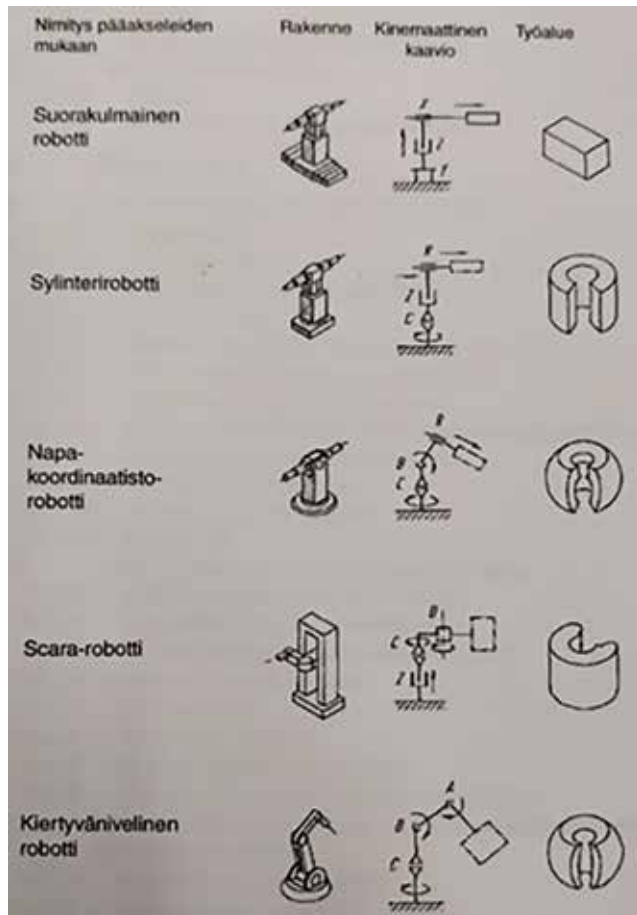 Nimitys pääakseleiden
mukaan
Rakenne
Kinemaattinen
kaavio
Työalue
Suorakulmainen
robotti
Z
Sylinterirobotti
R
Z
C
Napa-
koordinaatisto-
robotti
R
B
C
Scara-robotti
D
C
Z
Kiertyvänivelinen
robotti
A
B
C